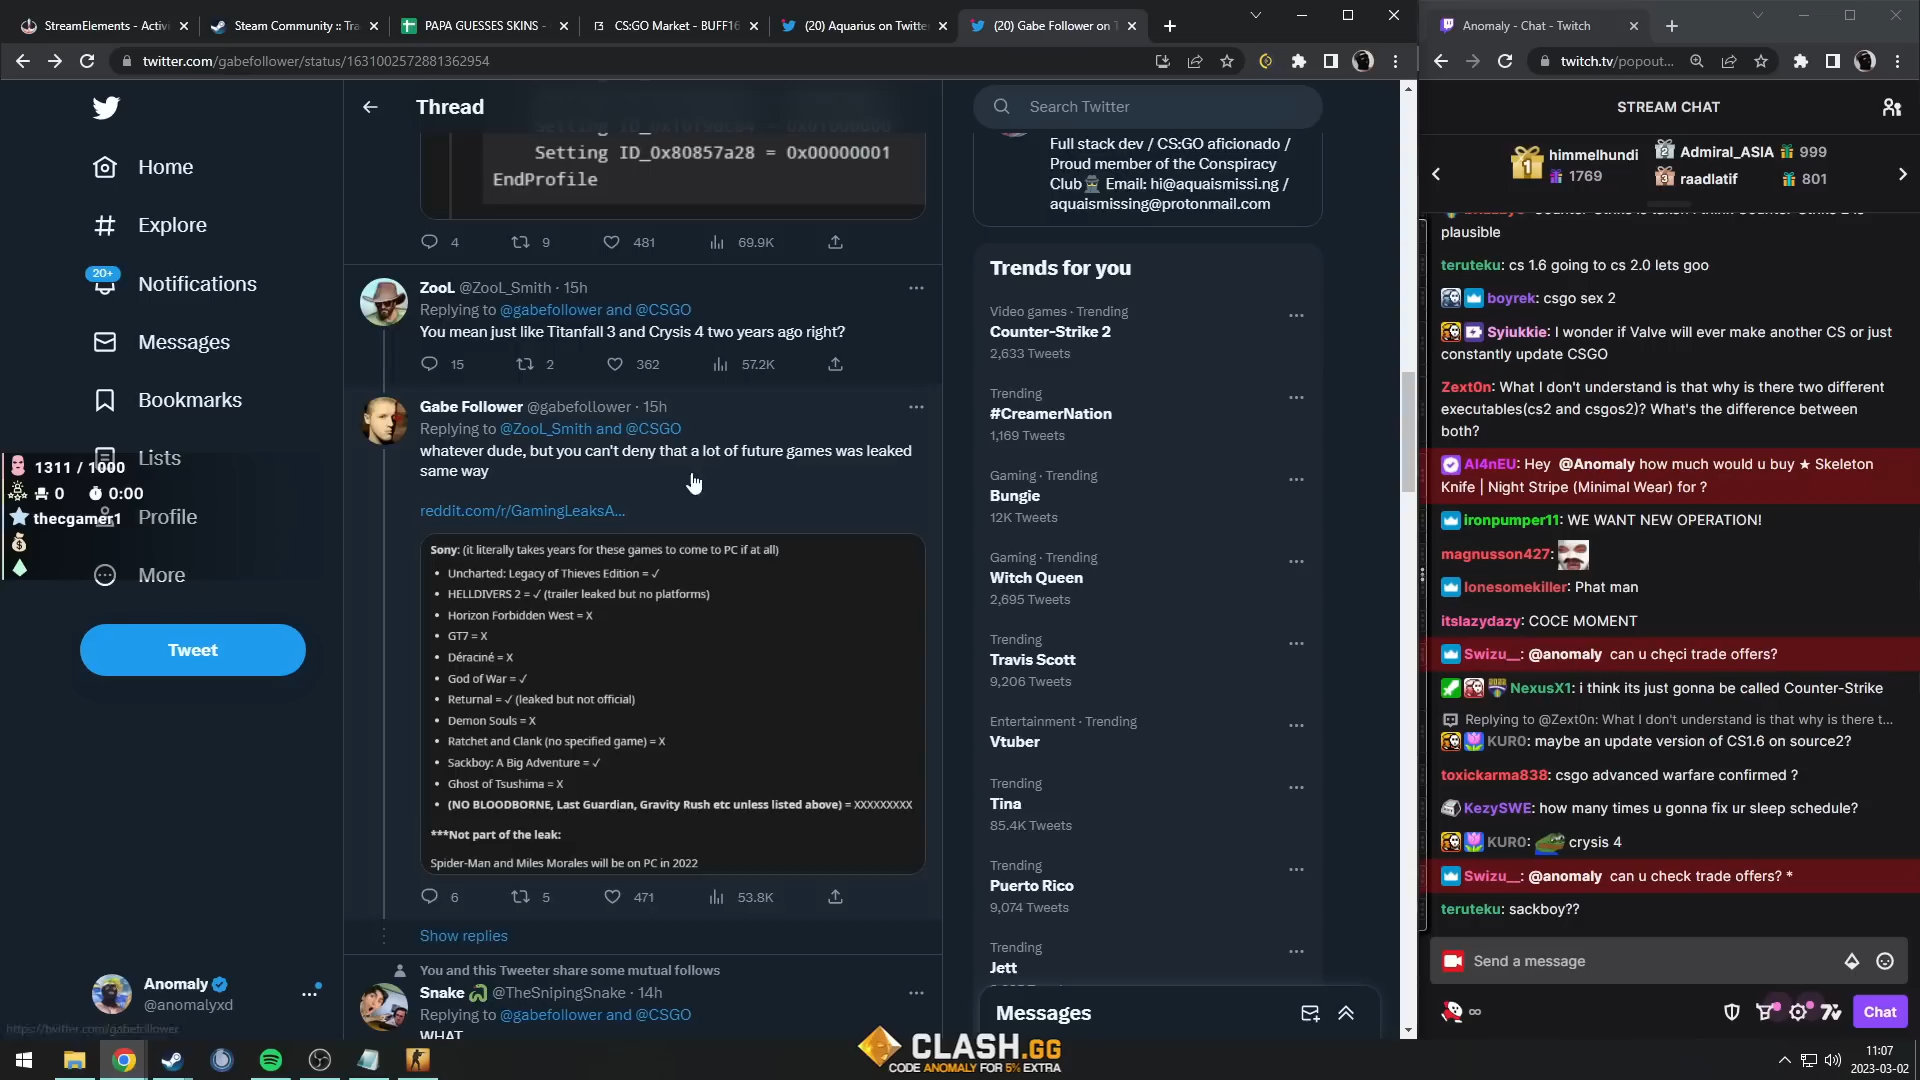 StreamElements - Activi
Steam Community :: Tra
PAPA GUESSES SKINS -
CS:GO Market - BUFF16
(20) Aquarius on Twitte
(20) Gabe Follower on T
twitter.com/gabefollower/status/1631002572881362954
Home
Explore
20+
Notifications
Messages
Bookmarks
Lists
1311 / 1000
0
0:00
thecgamer1
Profile
More
Tweet
Anomaly
@anomalyxd
Thread
Setting ID_0x80857a28 = 0x00000001
EndProfile
4 9 481 69.9K
ZooL @ZooL_Smith · 15h
Replying to @gabefollower and @CSGO
You mean just like Titanfall 3 and Crysis 4 two years ago right?
15 2 362 57.2K
Gabe Follower @gabefollower · 15h
Replying to @ZooL_Smith and @CSGO
whatever dude, but you can't deny that a lot of future games was leaked
same way
reddit.com/r/GamingLeaksA...
Sony: (it literally takes years for these games to come to PC if at all)
• Uncharted: Legacy of Thieves Edition = ✓
• HELLDIVERS 2 = ✓ (trailer leaked but no platforms)
• Horizon Forbidden West = X
• GT7 = X
• Déraciné = X
• God of War = ✓
• Returnal = ✓ (leaked but not official)
• Demon Souls = X
• Ratchet and Clank (no specified game) = X
• Sackboy: A Big Adventure = ✓
• Ghost of Tsushima = X
• (NO BLOODBORNE, Last Guardian, Gravity Rush etc unless listed above) = XXXXXXXXX
***Not part of the leak:
Spider-Man and Miles Morales will be on PC in 2022
6 5 471 53.8K
Show replies
You and this Tweeter share some mutual follows
Snake @TheSnipingSnake · 14h
Replying to @gabefollower and @CSGO
WHAT
Search Twitter
Full stack dev / CS:GO aficionado /
Proud member of the Conspiracy
Club Email: hi@aquaismissi.ng /
aquaismissing@protonmail.com
Trends for you
Video games · Trending
Counter-Strike 2
2,633 Tweets
Trending
#CreamerNation
1,169 Tweets
Gaming · Trending
Bungie
12K Tweets
Gaming · Trending
Witch Queen
2,695 Tweets
Trending
Travis Scott
9,206 Tweets
Entertainment · Trending
Vtuber
Trending
Tina
85.4K Tweets
Trending
Puerto Rico
9,074 Tweets
Trending
Jett
Messages
https://twitter.com/gabefollower
CLASH.GG
CODE ANOMALY FOR 5% EXTRA
Anomaly - Chat - Twitch
twitch.tv/popout...
STREAM CHAT
1 himmelhundi
1769
2 Admiral_ASIA 999
3 raadlatif 801
plausible
teruteku: cs 1.6 going to cs 2.0 lets goo
boyrek: csgo sex 2
Syiukkie: I wonder if Valve will ever make another CS or just
constantly update CSGO
Zext0n: What I don't understand is that why is there two different
executables(cs2 and csgos2)? What's the difference between
both?
Al4nEU: Hey @Anomaly how much would u buy ★ Skeleton
Knife | Night Stripe (Minimal Wear) for ?
ironpumper11: WE WANT NEW OPERATION!
magnusson427:
lonesomekiller: Phat man
itslazydazy: COCE MOMENT
Swizu__: @anomaly can u chęci trade offers?
NexusX1: i think its just gonna be called Counter-Strike
Replying to @Zext0n: What I don't understand is that why is there t...
KUR0: maybe an update version of CS1.6 on source2?
toxickarma838: csgo advanced warfare confirmed ?
KezySWE: how many times u gonna fix ur sleep schedule?
KUR0: crysis 4
Swizu__: @anomaly can u check trade offers? *
teruteku: sackboy??
Send a message
∞
Chat
11:07
2023-03-02